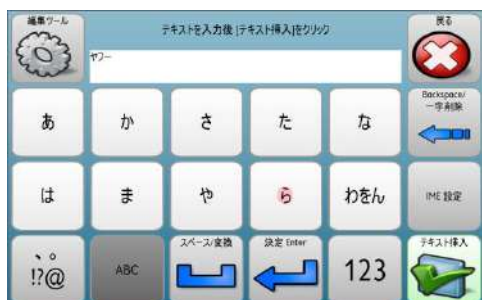 編集ツール
テキストを入力後 [テキスト挿入]をクリック
戻る
ヤフー
あ
か
さ
た
な
Backspace/
一字削除
は
ま
や
ら
わをん
IME 設定
、。
!?@
ABC
スペース/変換
決定 Enter
123
テキスト挿入